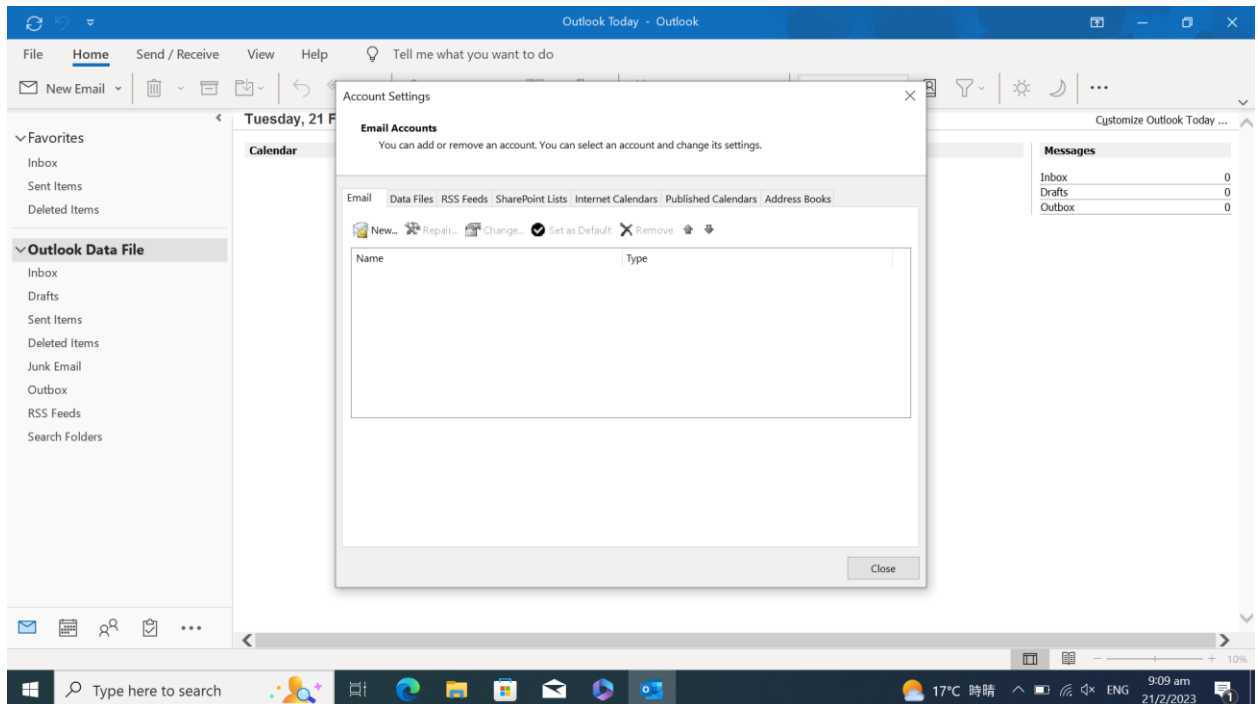 Outlook Today - Outlook
File Home Send / Receive View Help Tell me what you want to do
New Email
Account Settings
Email Accounts
You can add or remove an account. You can select an account and change its settings.
Email Data Files RSS Feeds SharePoint Lists Internet Calendars Published Calendars Address Books
New... Repair... Change... Set as Default Remove
Name Type
Close
Favorites
Inbox
Sent Items
Deleted Items
Outlook Data File
Inbox
Drafts
Sent Items
Deleted Items
Junk Email
Outbox
RSS Feeds
Search Folders
Tuesday, 21 F
Customize Outlook Today ...
Calendar
Messages
Inbox 0
Drafts 0
Outbox 0
10%
Type here to search
17°C 時晴
ENG
9:09 am
21/2/2023
1